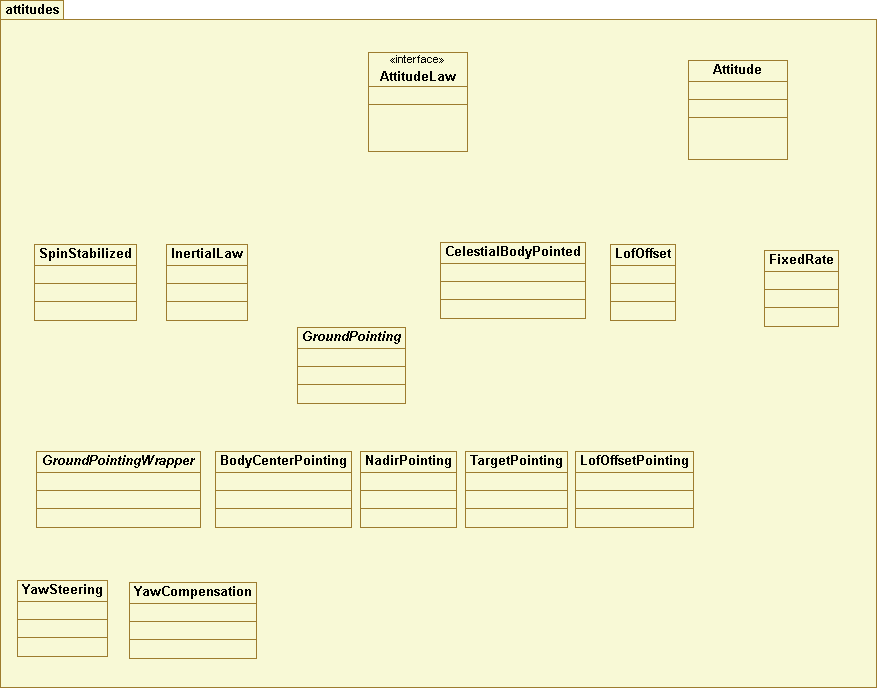 attitudes
«interface»
AttitudeLaw
Attitude
SpinStabilized
InertialLaw
CelestialBodyPointed
LofOffset
FixedRate
GroundPointing
GroundPointingWrapper
BodyCenterPointing
NadirPointing
TargetPointing
LofOffsetPointing
YawSteering
YawCompensation